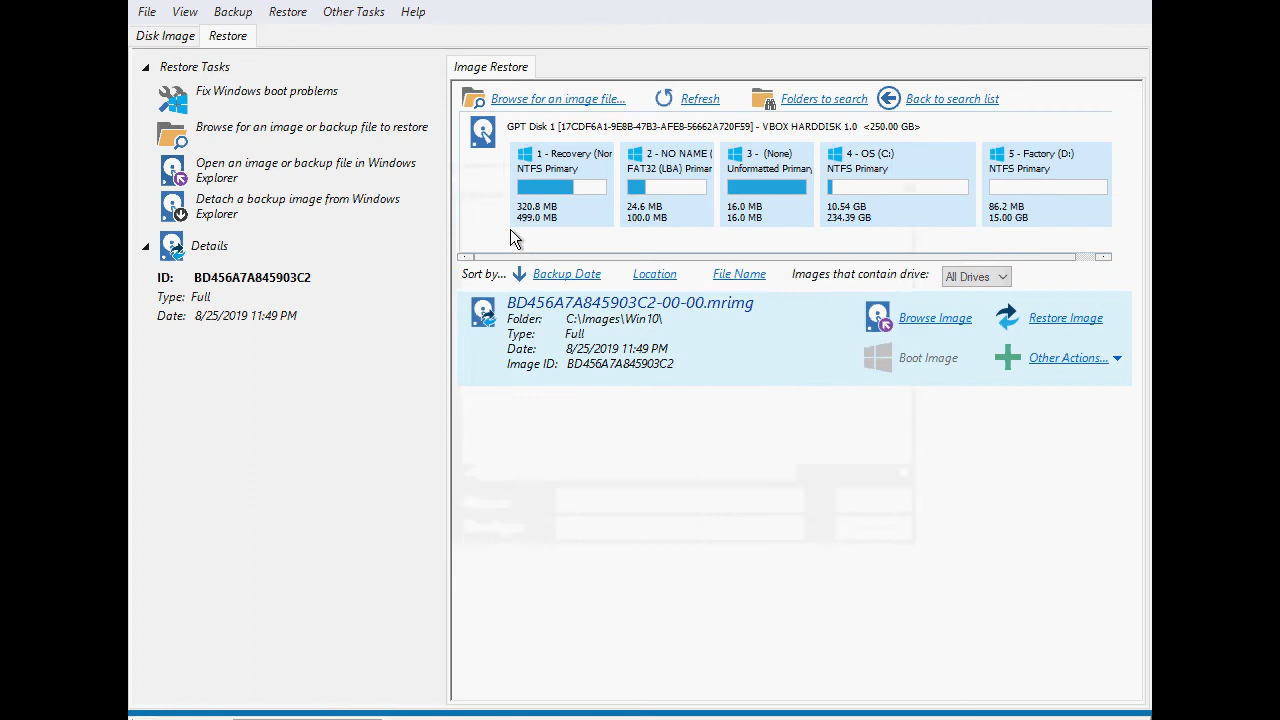 File View Backup Restore Other Tasks Help
Disk Image Restore
Restore Tasks
Fix Windows boot problems
Browse for an image or backup file to restore
Open an image or backup file in Windows
Explorer
Detach a backup image from Windows
Explorer
Details
ID: BD456A7A845903C2
Type: Full
Date: 8/25/2019 11:49 PM
Image Restore
Browse for an image file... Refresh Folders to search Back to search list
GPT Disk 1 [17CDF6A1-9E8B-47B3-AFE8-56662A720F59] - VBOX HARDDISK 1.0 <250.00 GB>
1 - Recovery (Nor
NTFS Primary
320.8 MB
499.0 MB
2 - NO NAME (
FAT32 (LBA) Primar
24.6 MB
100.0 MB
3 - (None)
Unformatted Primary
16.0 MB
16.0 MB
4 - OS (C:)
NTFS Primary
10.54 GB
234.39 GB
5 - Factory (D:)
NTFS Primary
86.2 MB
15.00 GB
Sort by... Backup Date Location File Name Images that contain drive: All Drives
BD456A7A845903C2-00-00.mrimg
Folder: C:\Images\Win10\
Type: Full
Date: 8/25/2019 11:49 PM
Image ID: BD456A7A845903C2
Browse Image Restore Image
Boot Image Other Actions...